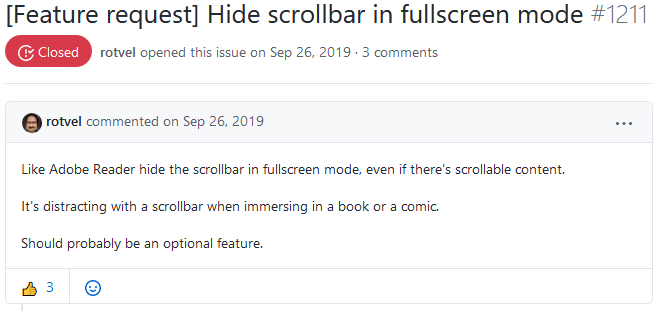 [Feature request] Hide scrollbar in fullscreen mode #1211
Closed rotvel opened this issue on Sep 26, 2019 · 3 comments
rotvel commented on Sep 26, 2019
Like Adobe Reader hide the scrollbar in fullscreen mode, even if there's scrollable content.
It's distracting with a scrollbar when immersing in a book or a comic.
Should probably be an optional feature.
3